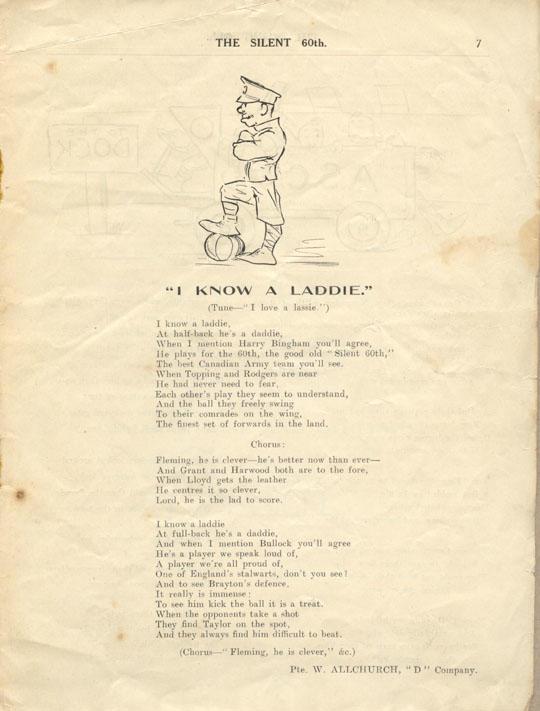 THE SILENT 60th.
7
"I KNOW A LADDIE."
(Tune—"I love a lassie.")
I know a laddie,
At half-back he's a daddie,
When I mention Harry Bingham you'll agree,
He plays for the 60th, the good old "Silent 60th,"
The best Canadian Army team you'll see.
When Topping and Rodgers are near
He had never need to fear,
Each other's play they seem to understand,
And the ball they freely swing
To their comrades on the wing,
The finest set of forwards in the land.
Chorus:
Fleming, he is clever—he's better now than ever—
And Grant and Harwood both are to the fore,
When Lloyd gets the leather
He centres it so clever,
Lord, he is the lad to score.
I know a laddie
At full-back he's a daddie,
And when I mention Bullock you'll agree
He's a player we speak loud of,
A player we're all proud of,
One of England's stalwarts, don't you see!
And to see Brayton's defence,
It really is immense:
To see him kick the ball it is a treat.
When the opponents take a shot
They find Taylor on the spot,
And they always find him difficult to beat.
(Chorus—"Fleming, he is clever," &c.)
Pte. W. ALLCHURCH, "D" Company.